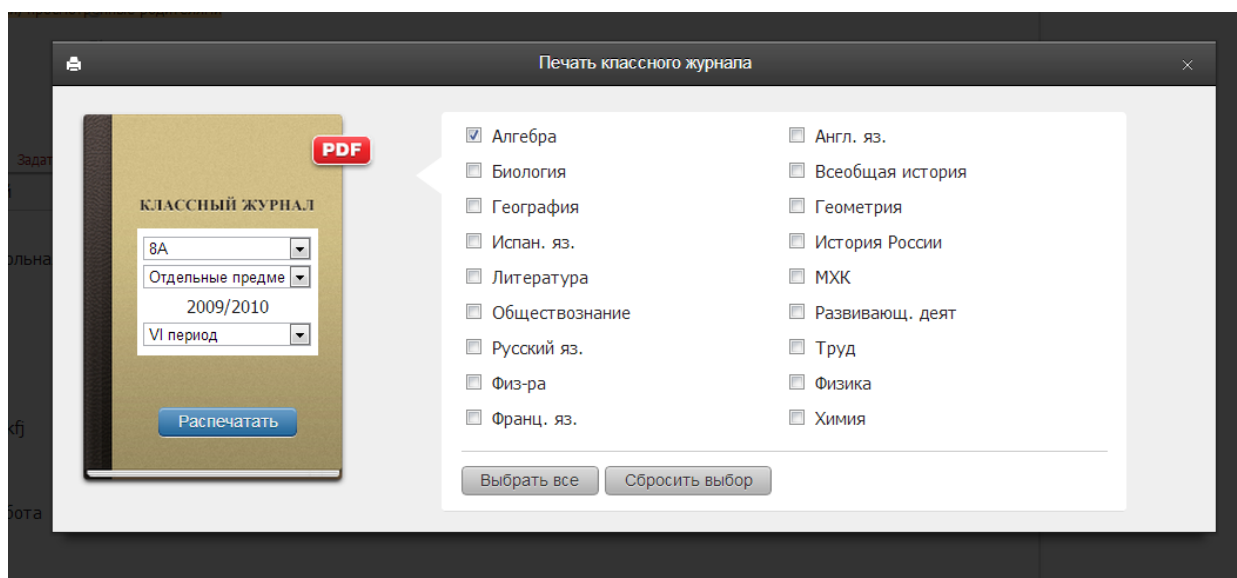 Печать классного журнала
PDF
КЛАССНЫЙ ЖУРНАЛ
8А
Отдельные предме
2009/2010
VI период
Распечатать
Алгебра
Англ. яз.
Биология
Всеобщая история
География
Геометрия
Испан. яз.
История России
Литература
МХК
Обществознание
Развивающ. деят
Русский яз.
Труд
Физ-ра
Физика
Франц. яз.
Химия
Выбрать все
Сбросить выбор
Задат
ота